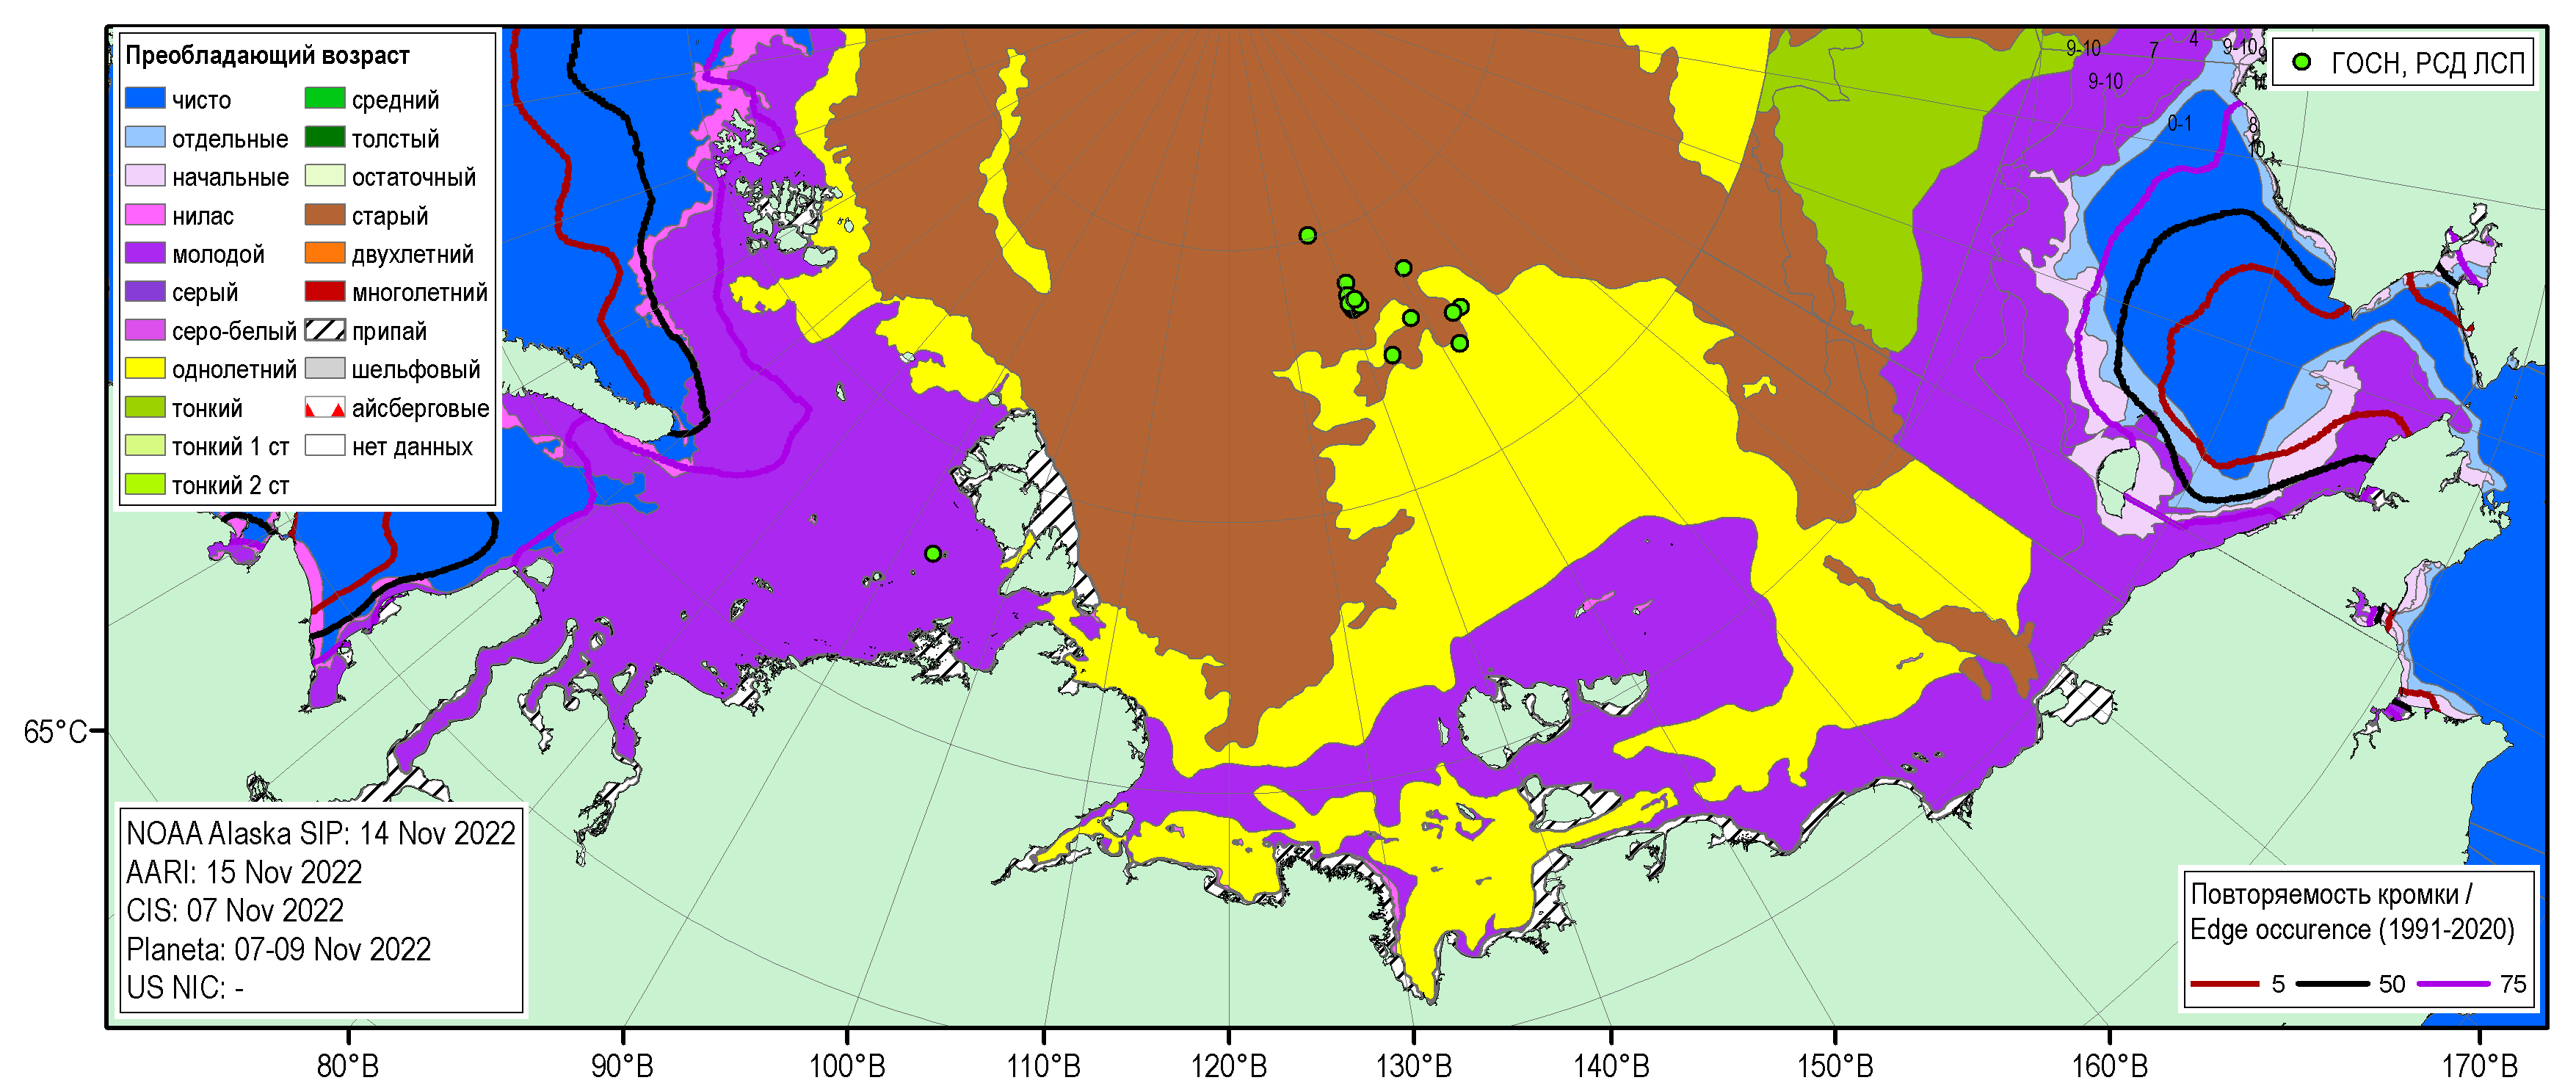 Преобладающий возраст
чисто
отдельные
начальные
нилас
молодой
серый
серо-белый
однолетний
тонкий
тонкий 1 ст
тонкий 2 ст
средний
толстый
остаточный
старый
двухлетний
многолетний
припай
шельфовый
айсберговые
нет данных
9-10
7
4
9-10
9-10
0-1
8
10
ГОСН, РСД ЛСП
65°С
NOAA Alaska SIP: 14 Nov 2022
AARI: 15 Nov 2022
CIS: 07 Nov 2022
Planeta: 07-09 Nov 2022
US NIC: -
Повторяемость кромки /
Edge occurence (1991-2020)
5 50 75
80°В 90°В 100°В 110°В 120°В 130°В 140°В 150°В 160°В 170°В